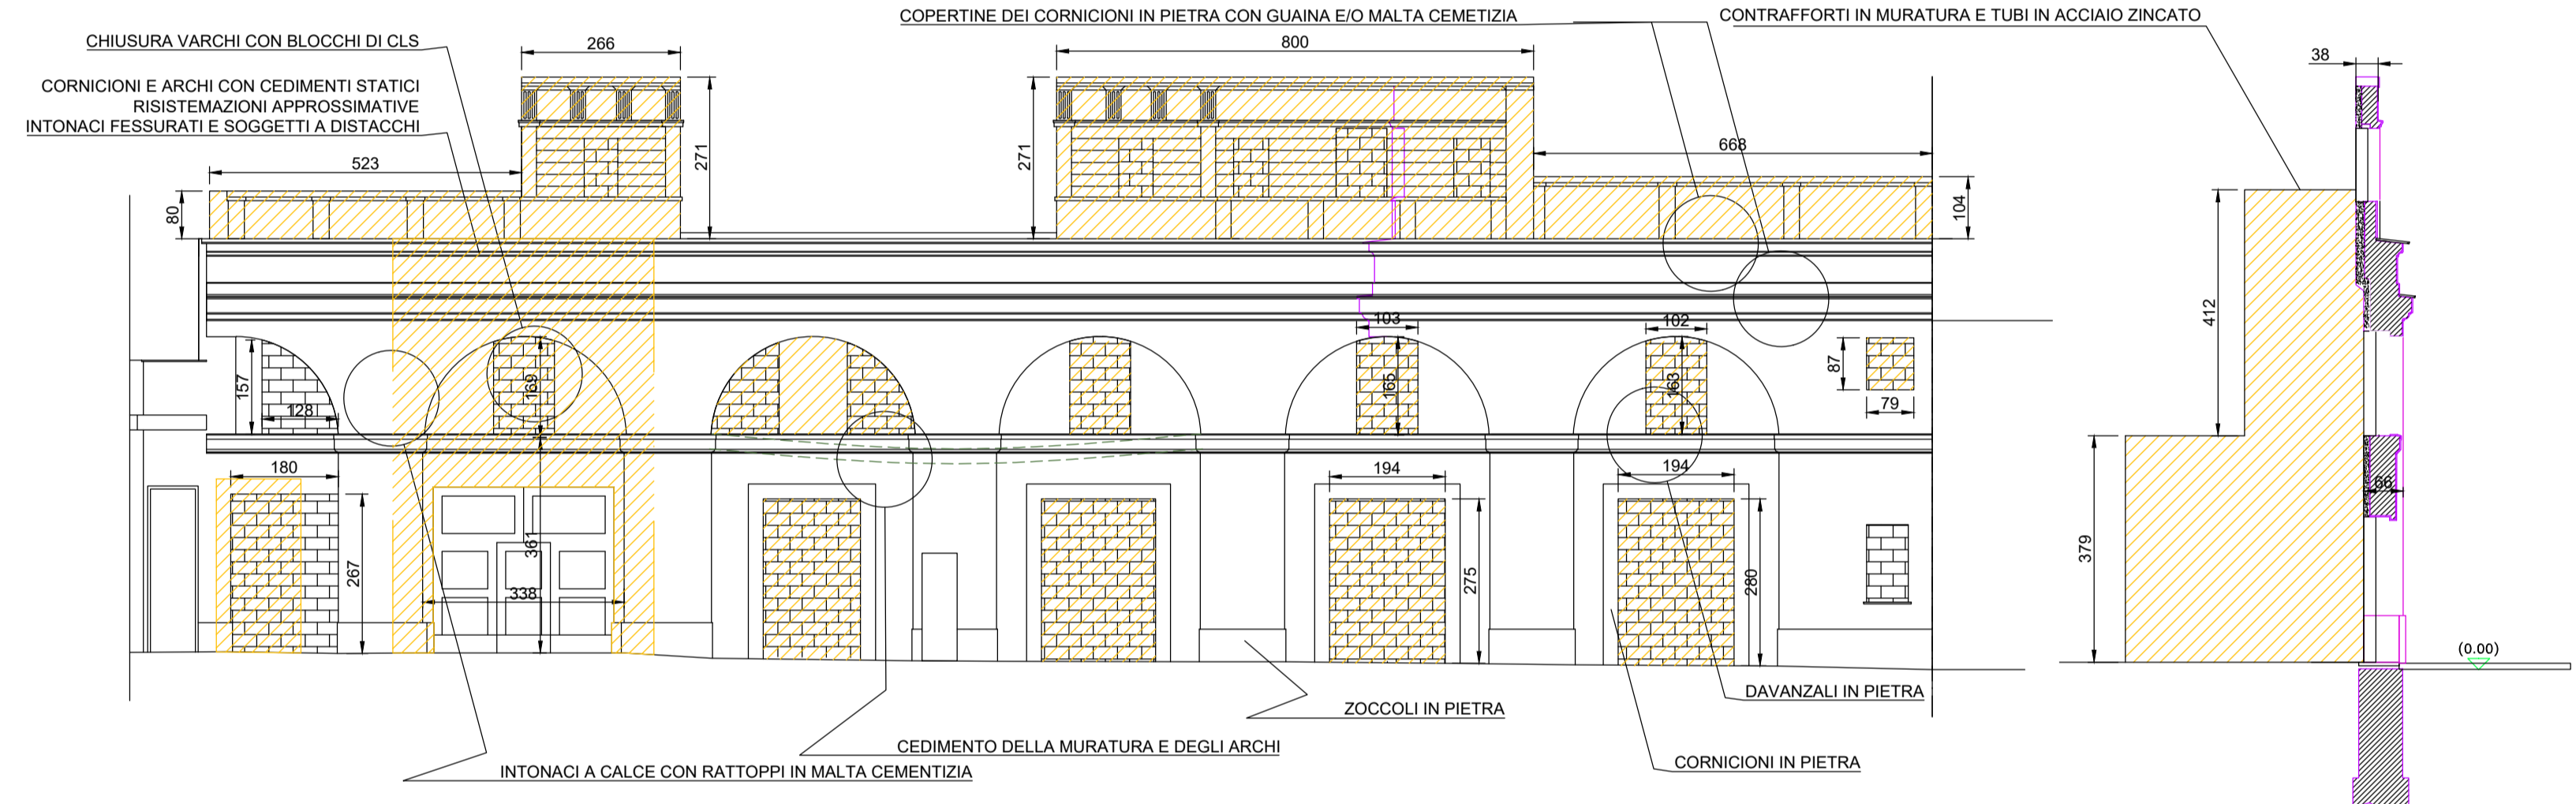 COPERTINE DEI CORNICIONI IN PIETRA CON GUAINA E/O MALTA CEMETIZIA
CONTRAFFORTI IN MURATURA E TUBI IN ACCIAIO ZINCATO
CHIUSURA VARCHI CON BLOCCHI DI CLS
CORNICIONI E ARCHI CON CEDIMENTI STATICI
RISISTEMAZIONI APPROSSIMATIVE
INTONACI FESSURATI E SOGGETTI A DISTACCHI
266
800
38
271
271
668
523
80
104
412
103
102
157
169
165
163
87
128
79
180
194
194
66
267
361
338
275
280
379
(0.00)
DAVANZALI IN PIETRA
ZOCCOLI IN PIETRA
CEDIMENTO DELLA MURATURA E DEGLI ARCHI
CORNICIONI IN PIETRA
INTONACI A CALCE CON RATTOPPI IN MALTA CEMENTIZIA